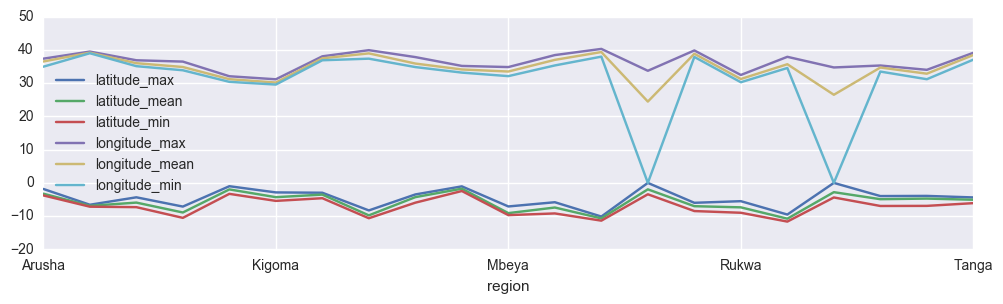 50
40
30
20
10
0
−10
−20
latitude_max
latitude_mean
latitude_min
longitude_max
longitude_mean
longitude_min
Arusha Kigoma Mbeya Rukwa Tanga
region